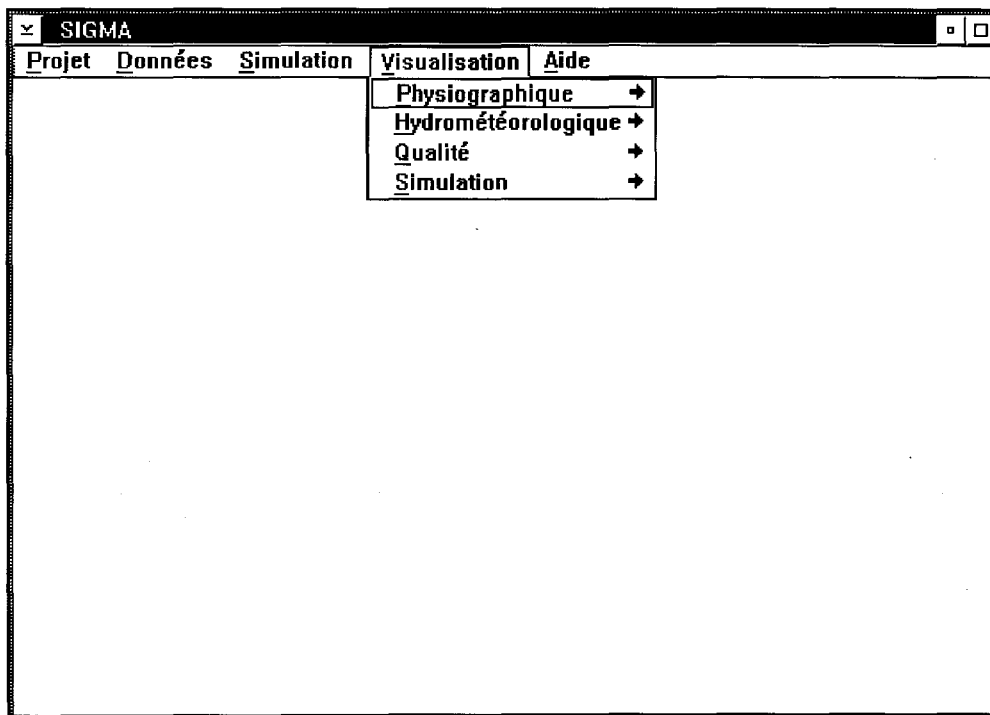 SIGMA
Projet Données Simulation Visualisation Aide
Physiographique
Hydrométéorologique
Qualité
Simulation